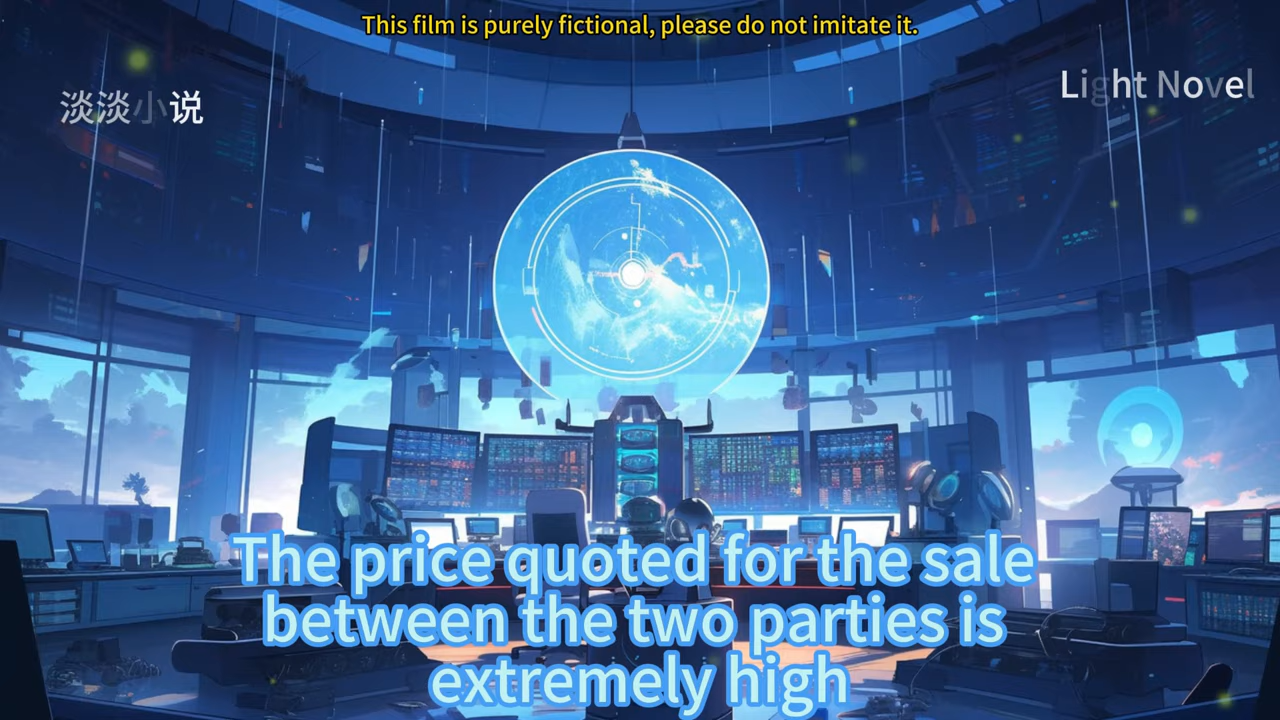 This film is purely fictional, please do not imitate it.
淡淡小说
Light Novel
The price quoted for the sale
between the two parties is
extremely high